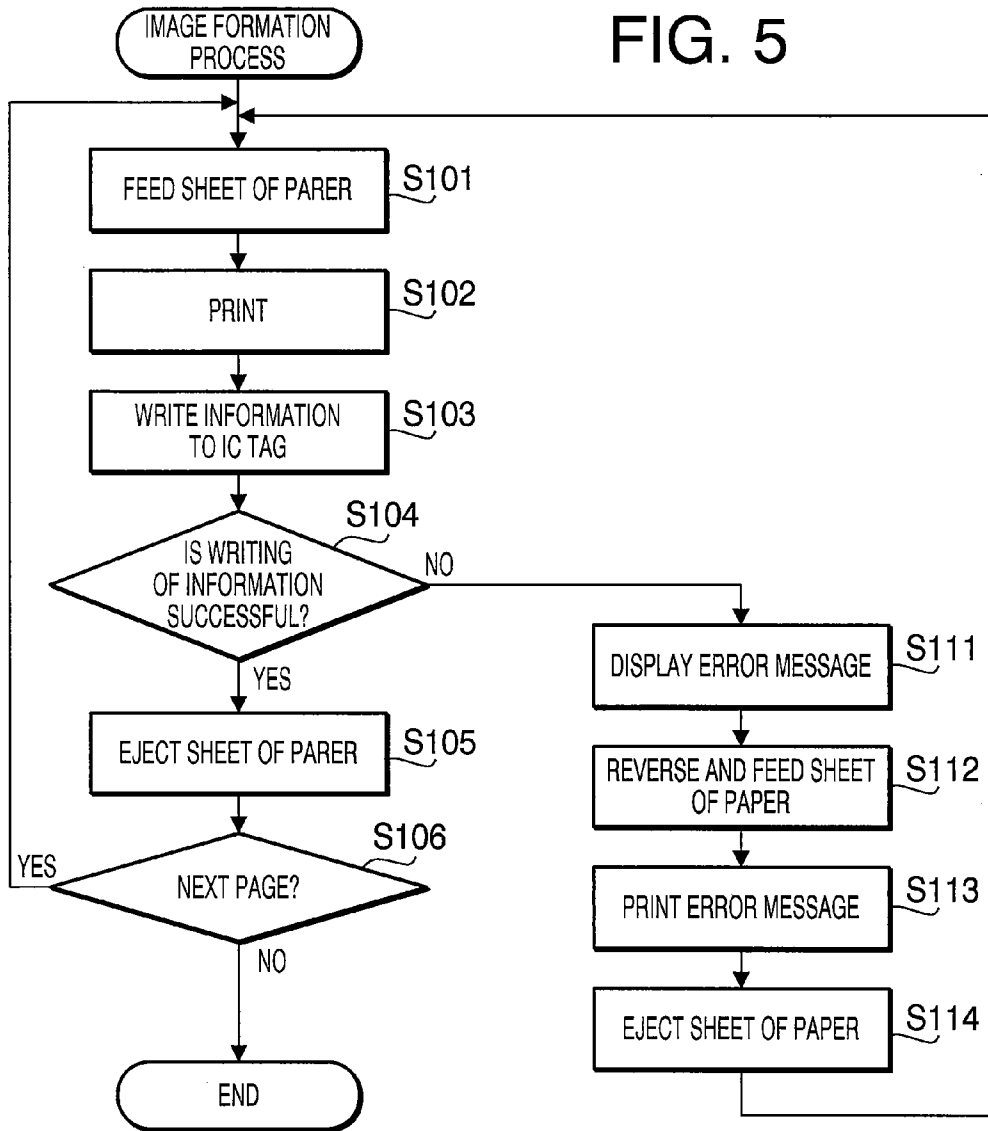 FIG. 5
IMAGE FORMATION
PROCESS
FEED SHEET OF PARER
S101
PRINT
S102
WRITE INFORMATION
TO IC TAG
S103
S104
IS WRITING
OF INFORMATION
SUCCESSFUL?
NO
YES
EJECT SHEET OF PARER
S105
S106
YES
NEXT PAGE?
NO
END
DISPLAY ERROR MESSAGE
S111
REVERSE AND FEED SHEET
OF PAPER
S112
PRINT ERROR MESSAGE
S113
EJECT SHEET OF PAPER
S114